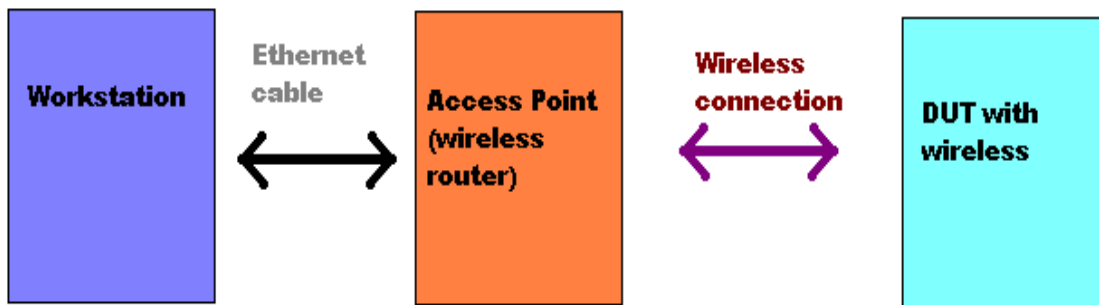 Workstation
Ethernet
cable
Access Point
(wireless
router)
Wireless
connection
DUT with
wireless